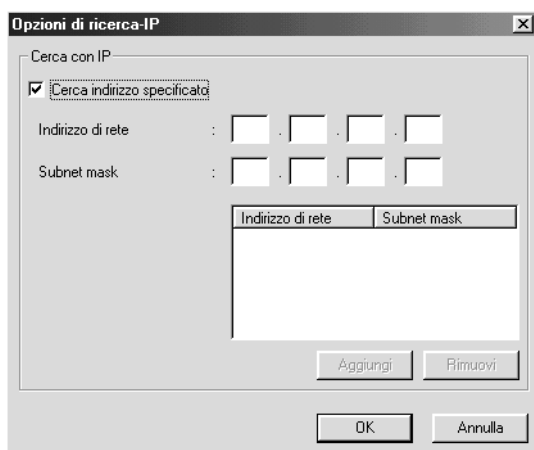 Opzioni di ricerca-IP
Cerca con IP
Cerca indirizzo specificato
Indirizzo di rete : . . .
Subnet mask : . . .
Indirizzo di rete Subnet mask
Aggiungi Rimuovi
OK Annulla